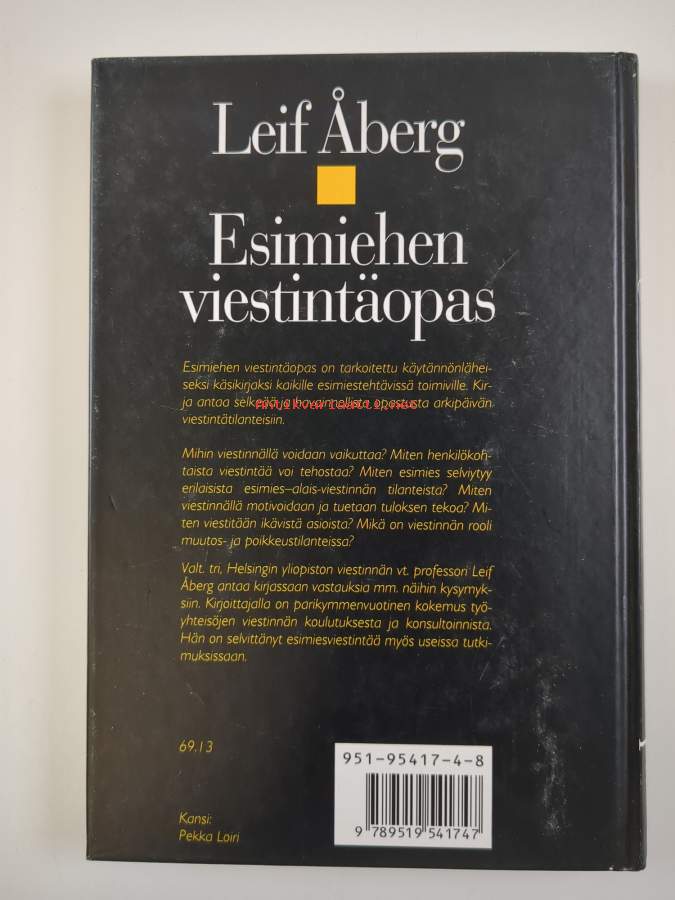 Leif Åberg
Esimiehen
viestintäopas
Esimiehen viestintäopas on tarkoitettu käytännönlähei-
seksi käsikirjaksi kaikille esimiestehtävissä toimiville. Kir-
ja antaa selkeää ja havainnollista opastusta arkipäivän
antikvariaatti.net
viestintätilanteisiin.
Mihin viestinnällä voidaan vaikuttaa? Miten henkilökoh-
taista viestintää voi tehostaa? Miten esimies selviytyy
erilaisista esimies–alais-viestinnän tilanteista? Miten
viestinnällä motivoidaan ja tuetaan tuloksen tekoa? Mi-
ten viestitään ikävistä asioista? Mikä on viestinnän rooli
muutos- ja poikkeustilanteissa?
Valt. tri, Helsingin yliopiston viestinnän vt. professori Leif
Åberg antaa kirjassaan vastauksia mm. näihin kysymyk-
siin. Kirjoittajalla on parikymmenvuotinen kokemus työ-
yhteisöjen viestinnän koulutuksesta ja konsultoinnista.
Hän on selvittänyt esimiesviestintää myös useissa tutki-
muksissaan.
69.13
951-95417-4-8
9 789519 541747
Kansi:
Pekka Loiri